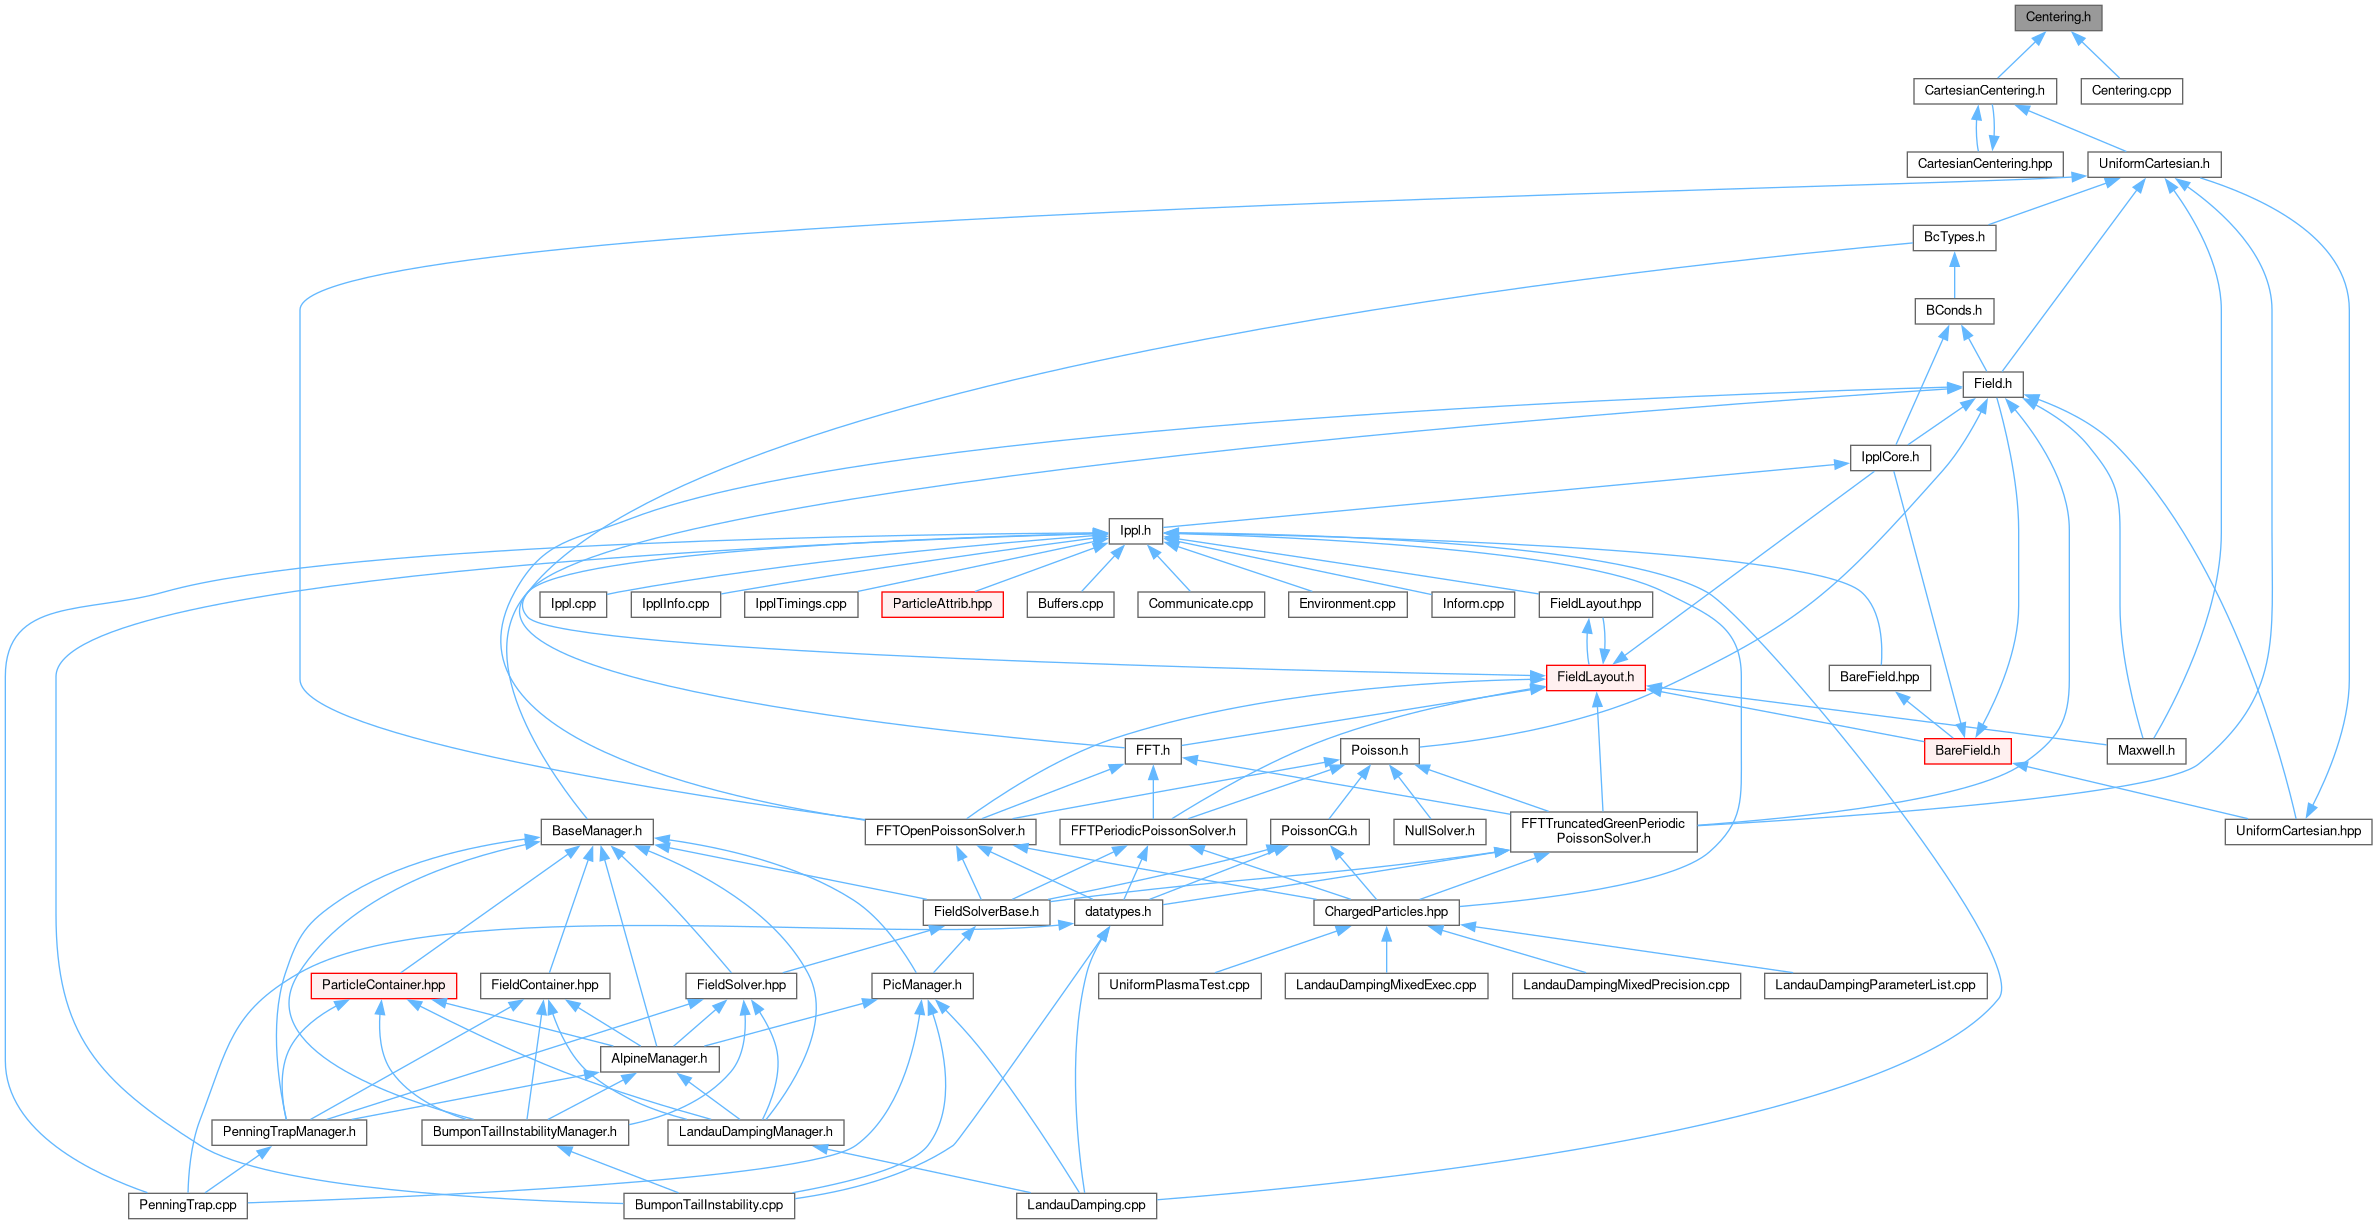 Centering.h
CartesianCentering.h
Centering.cpp
CartesianCentering.hpp
UniformCartesian.h
BcTypes.h
BConds.h
Field.h
IpplCore.h
Ippl.h
Ippl.cpp
IpplInfo.cpp
IpplTimings.cpp
ParticleAttrib.hpp
Buffers.cpp
Communicate.cpp
Environment.cpp
Inform.cpp
FieldLayout.hpp
FieldLayout.h
BareField.hpp
FFT.h
Poisson.h
BareField.h
Maxwell.h
BaseManager.h
FFTOpenPoissonSolver.h
FFTPeriodicPoissonSolver.h
PoissonCG.h
NullSolver.h
FFTTruncatedGreenPeriodic
PoissonSolver.h
UniformCartesian.hpp
FieldSolverBase.h
datatypes.h
ChargedParticles.hpp
ParticleContainer.hpp
FieldContainer.hpp
FieldSolver.hpp
PicManager.h
UniformPlasmaTest.cpp
LandauDampingMixedExec.cpp
LandauDampingMixedPrecision.cpp
LandauDampingParameterList.cpp
AlpineManager.h
PenningTrapManager.h
BumponTailInstabilityManager.h
LandauDampingManager.h
PenningTrap.cpp
BumponTailInstability.cpp
LandauDamping.cpp